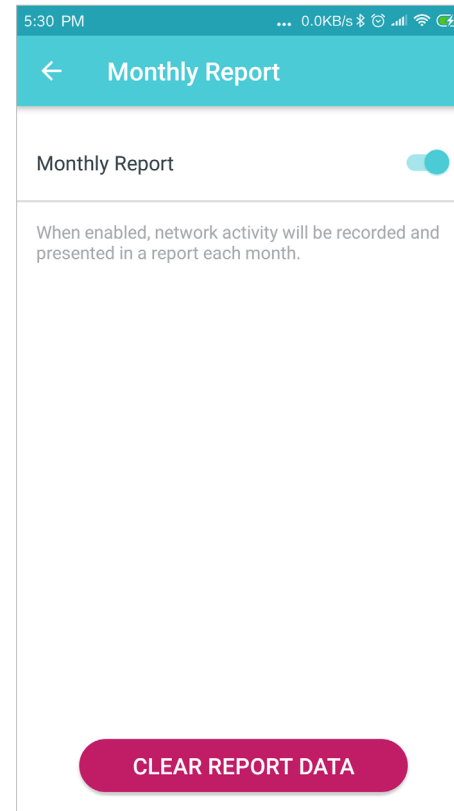 5:30 PM ... 0.0KB/s
Monthly Report
Monthly Report
When enabled, network activity will be recorded and
presented in a report each month.
CLEAR REPORT DATA